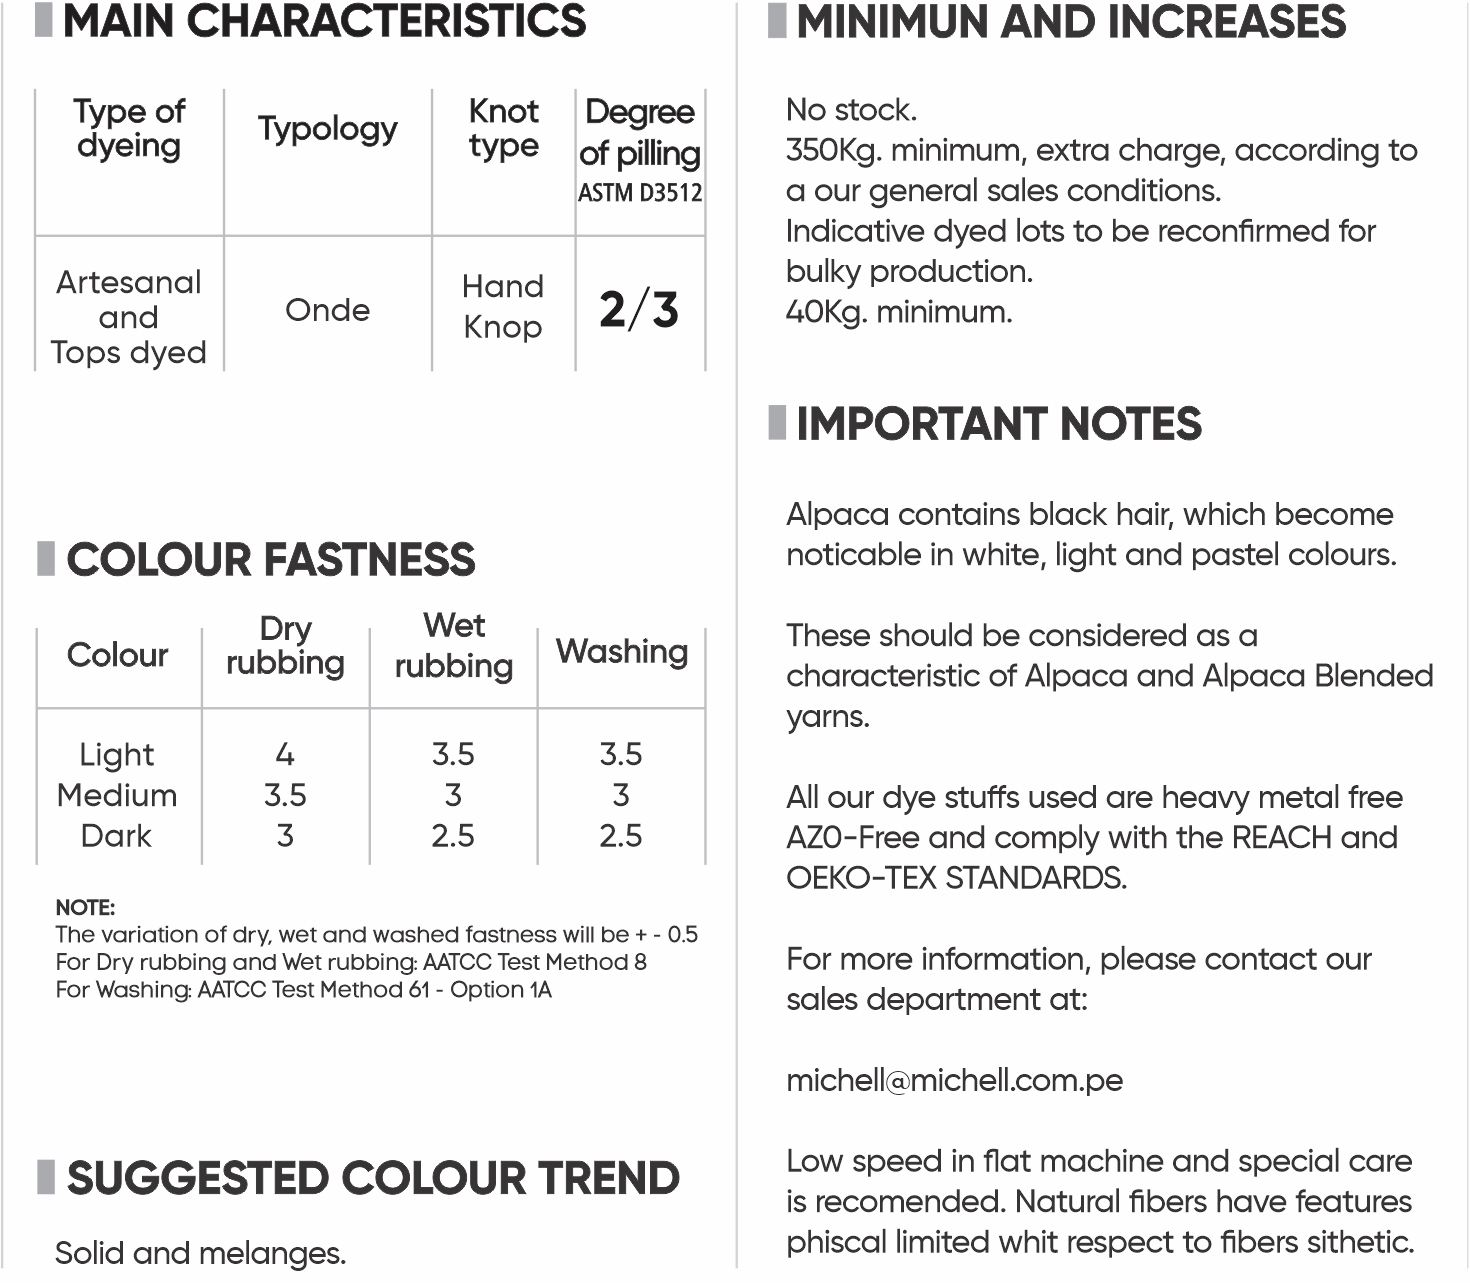 MAIN CHARACTERISTICS
Type of dyeing
Typology
Knot type
Degree of pilling
ASTM D3512
Artesanal and Tops dyed
Onde
Hand Knop
2/3
COLOUR FASTNESS
Colour
Dry rubbing
Wet rubbing
Washing
Light 4 3.5 3.5
Medium 3.5 3 3
Dark 3 2.5 2.5
NOTE:
The variation of dry, wet and washed fastness will be + - 0.5
For Dry rubbing and Wet rubbing: AATCC Test Method 8
For Washing: AATCC Test Method 61 - Option 1A
SUGGESTED COLOUR TREND
Solid and melanges.
MINIMUN AND INCREASES
No stock.
350Kg. minimum, extra charge, according to
a our general sales conditions.
Indicative dyed lots to be reconfirmed for
bulky production.
40Kg. minimum.
IMPORTANT NOTES
Alpaca contains black hair, which become
noticable in white, light and pastel colours.
These should be considered as a
characteristic of Alpaca and Alpaca Blended
yarns.
All our dye stuffs used are heavy metal free
AZ0-Free and comply with the REACH and
OEKO-TEX STANDARDS.
For more information, please contact our
sales department at:
michell@michell.com.pe
Low speed in flat machine and special care
is recomended. Natural fibers have features
phiscal limited whit respect to fibers sithetic.